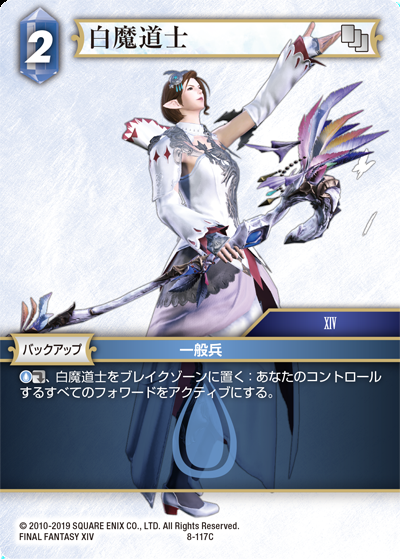 2
白魔道士
XIV
バックアップ
一般兵
、白魔道士をブレイクゾーンに置く：あなたのコントロール
するすべてのフォワードをアクティブにする。
© 2010-2019 SQUARE ENIX CO., LTD. All Rights Reserved.
FINAL FANTASY XIV
8-117C